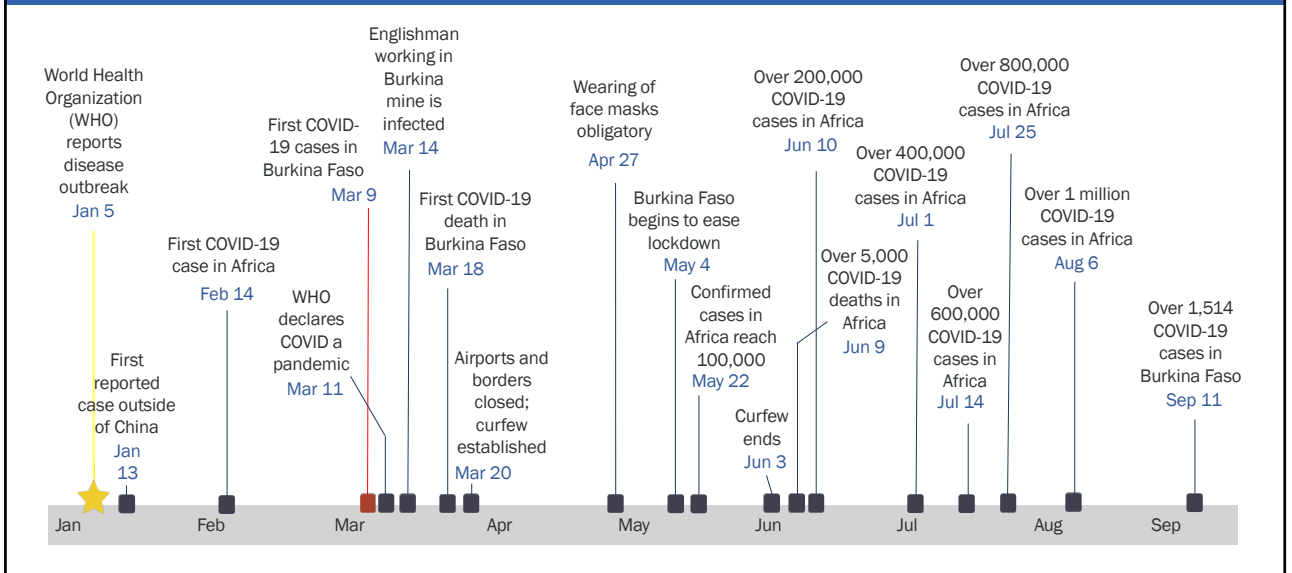 World Health
Organization
(WHO)
reports
disease
outbreak
Jan 5
First
reported
case outside
of China
Jan
13
First COVID-19
case in Africa
Feb 14
First COVID-
19 cases in
Burkina Faso
Mar 9
WHO
declares
COVID a
pandemic
Mar 11
Englishman
working in
Burkina
mine is
infected
Mar 14
First COVID-19
death in
Burkina Faso
Mar 18
Airports and
borders
closed;
curfew
established
Mar 20
Wearing of
face masks
obligatory
Apr 27
Burkina Faso
begins to ease
lockdown
May 4
Confirmed
cases in
Africa reach
100,000
May 22
Curfew
ends
Jun 3
Over 5,000
COVID-19
deaths in
Africa
Jun 9
Over 200,000
COVID-19
cases in Africa
Jun 10
Over 400,000
COVID-19
cases in Africa
Jul 1
Over
600,000
COVID-19
cases in
Africa
Jul 14
Over 800,000
COVID-19
cases in Africa
Jul 25
Over 1 million
COVID-19
cases in Africa
Aug 6
Over 1,514
COVID-19
cases in
Burkina Faso
Sep 11
Jan Feb Mar Apr May Jun Jul Aug Sep